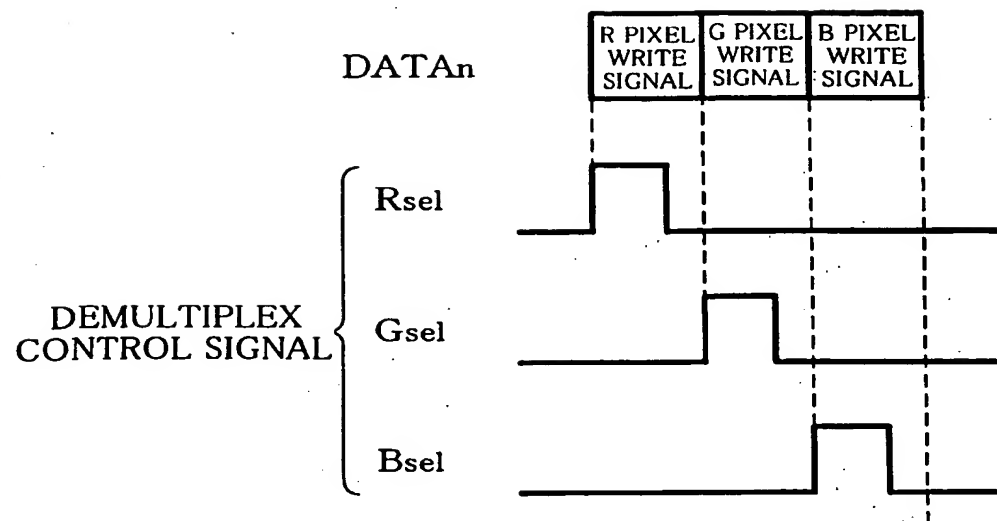 DATAn
R PIXEL
WRITE
SIGNAL
G PIXEL
WRITE
SIGNAL
B PIXEL
WRITE
SIGNAL
Rsel
DEMULTIPLEX
CONTROL SIGNAL
Gsel
Bsel